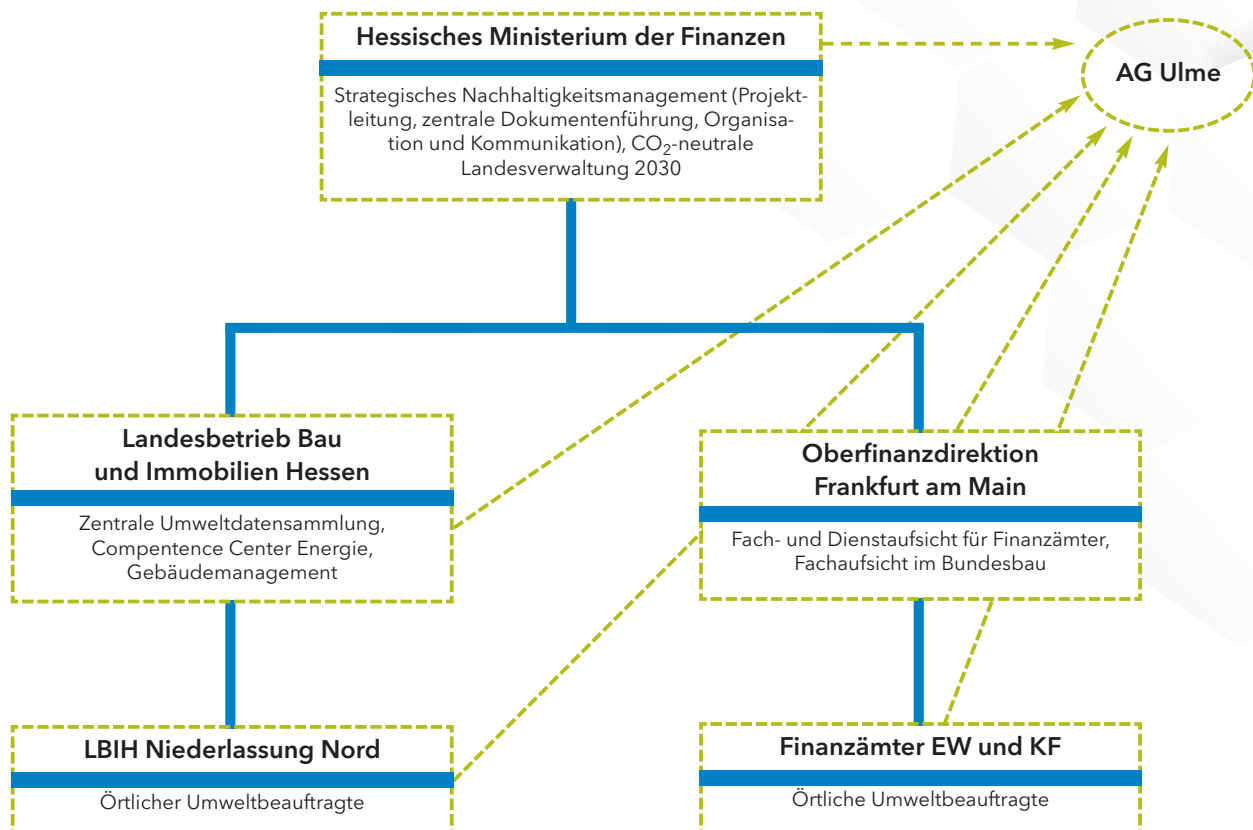 Hessisches Ministerium der Finanzen
Strategisches Nachhaltigkeitsmanagement (Projekt-
leitung, zentrale Dokumentenführung, Organisa-
tion und Kommunikation), CO₂-neutrale
Landesverwaltung 2030
AG Ulme
Landesbetrieb Bau
und Immobilien Hessen
Zentrale Umweltdatensammlung,
Compentence Center Energie,
Gebäudemanagement
Oberfinanzdirektion
Frankfurt am Main
Fach- und Dienstaufsicht für Finanzämter,
Fachaufsicht im Bundesbau
LBIH Niederlassung Nord
Örtlicher Umweltbeauftragte
Finanzämter EW und KF
Örtliche Umweltbeauftragte